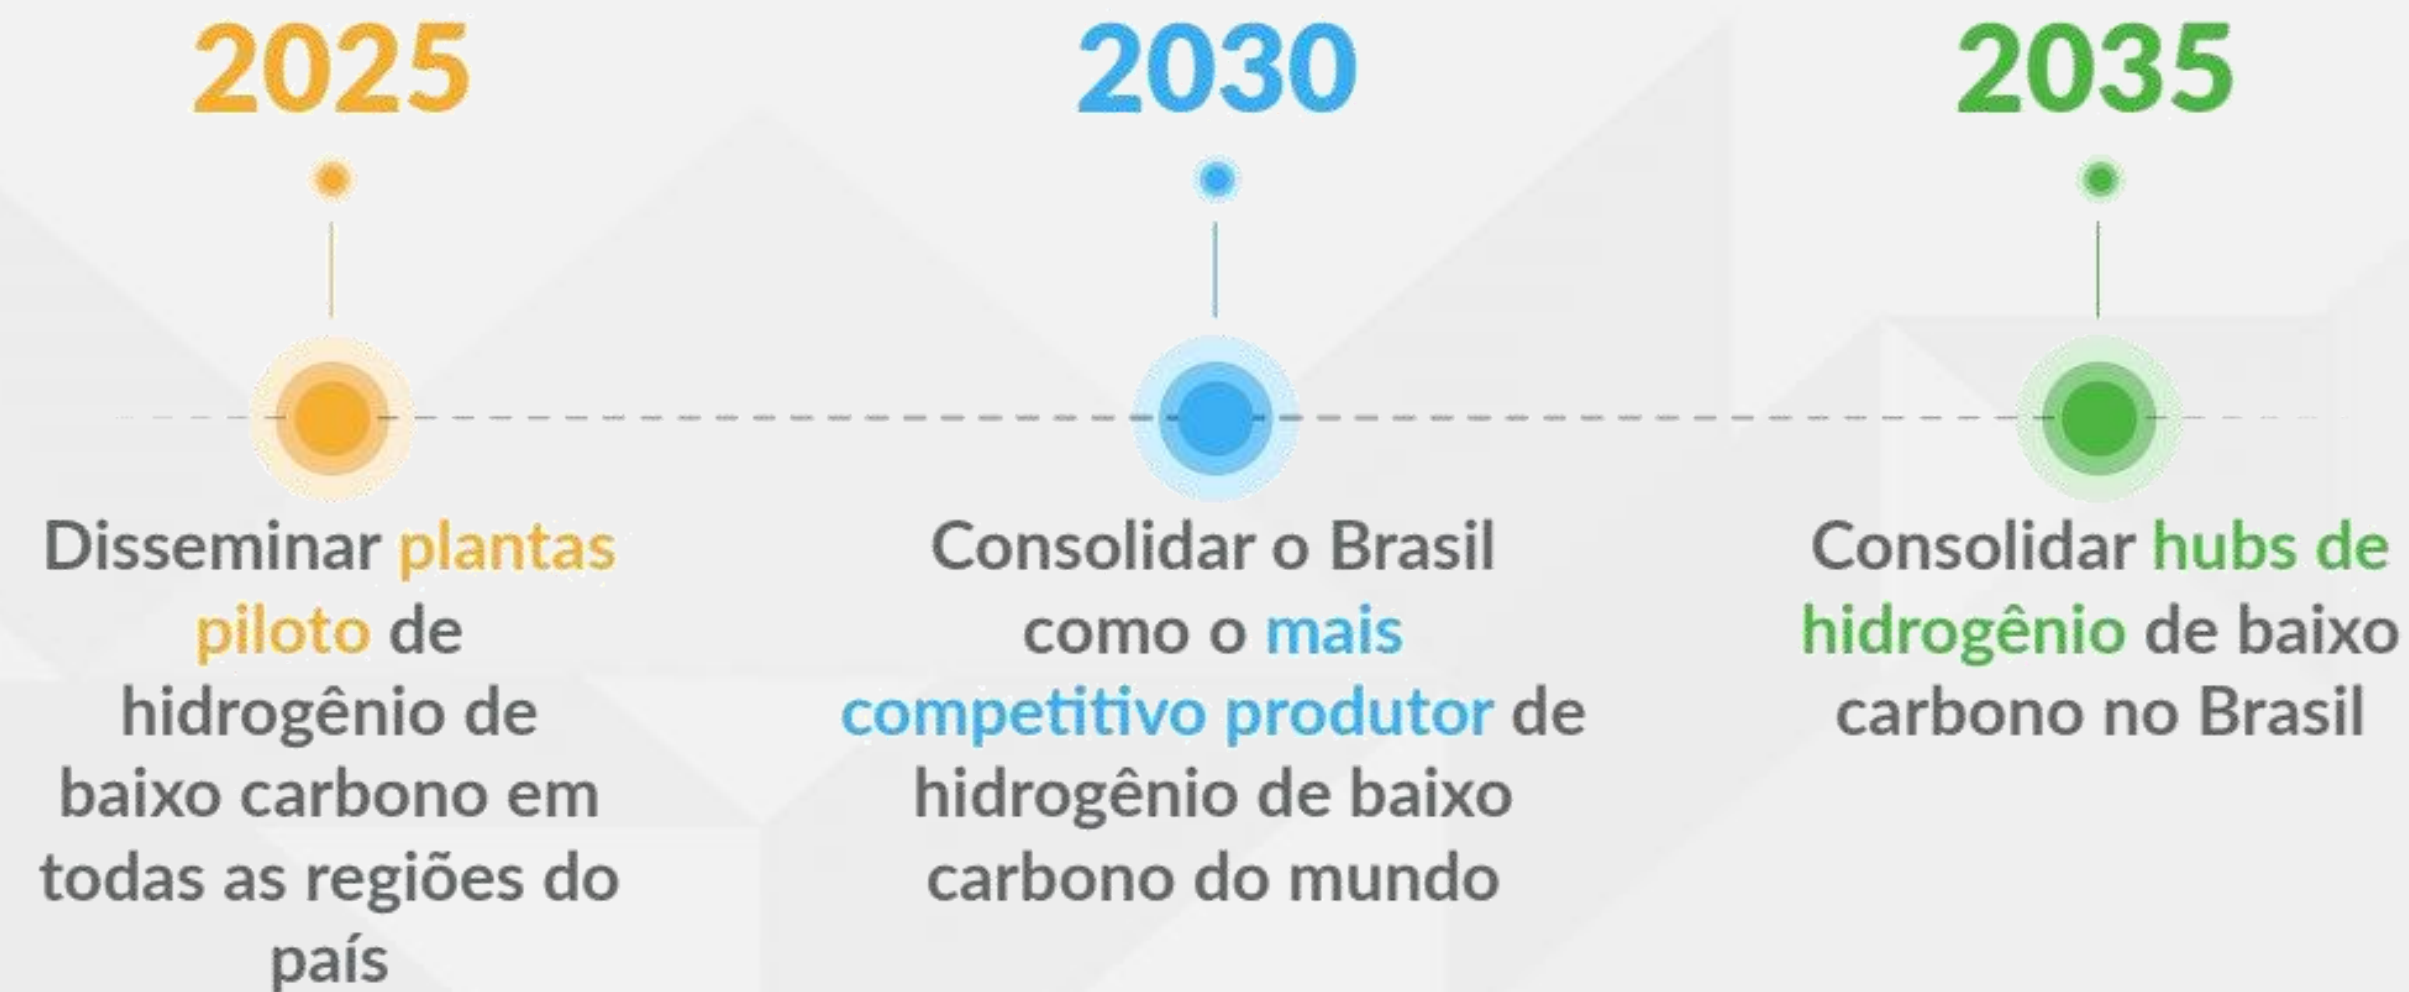 2025
Disseminar plantas
piloto de
hidrogênio de
baixo carbono em
todas as regiões do
país
2030
Consolidar o Brasil
como o mais
competitivo produtor de
hidrogênio de baixo
carbono do mundo
2035
Consolidar hubs de
hidrogênio de baixo
carbono no Brasil